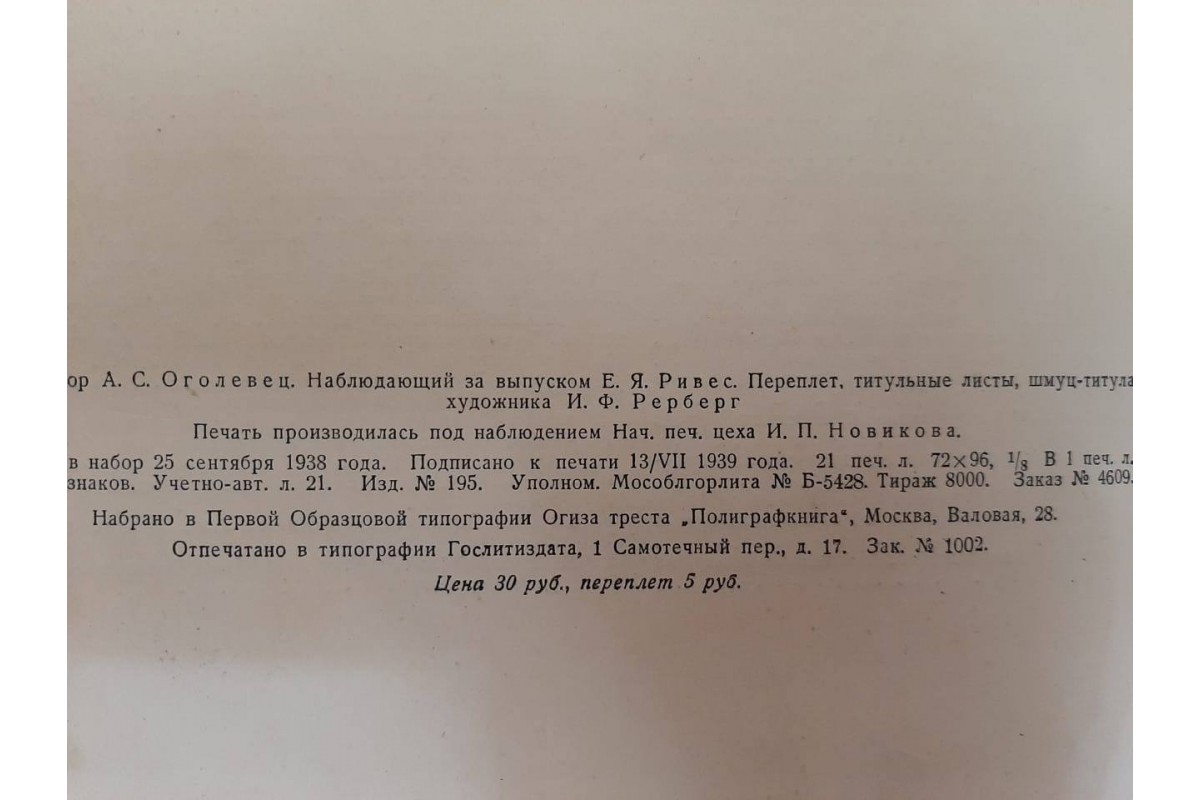 ор А. С. Оголевец. Наблюдающий за выпуском Е. Я. Ривес. Переплет, титульные листы, шмуц-титула
художника И. Ф. Рерберг
Печать производилась под наблюдением Нач. печ. цеха И. П. Новикова.
в набор 25 сентября 1938 года. Подписано к печати 13/VII 1939 года. 21 печ. л. 72×96, 1/8 В 1 печ. л.
знаков. Учетно-авт. л. 21. Изд. № 195. Уполном. Мособлгорлита № Б-5428. Тираж 8000. Заказ № 4609.
Набрано в Первой Образцовой типографии Огиза треста „Полиграфкнига“, Москва, Валовая, 28.
Отпечатано в типографии Гослитиздата, 1 Самотечный пер., д. 17. Зак. № 1002.
Цена 30 руб., переплет 5 руб.